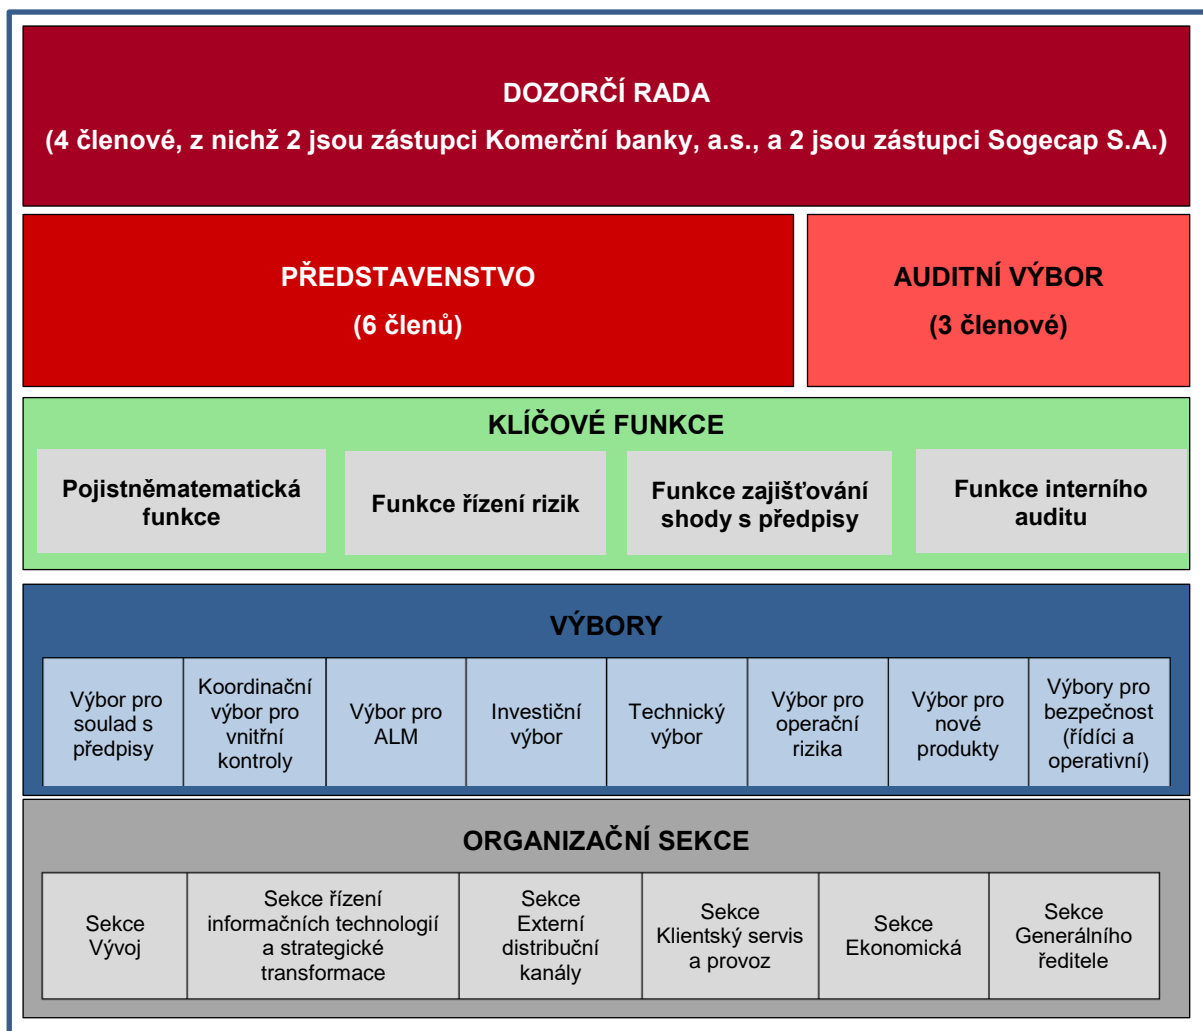 DOZORČÍ RADA
(4 členové, z nichž 2 jsou zástupci Komerční banky, a.s., a 2 jsou zástupci Sogecap S.A.)
PŘEDSTAVENSTVO
(6 členů)
AUDITNÍ VÝBOR
(3 členové)
KLÍČOVÉ FUNKCE
Pojistněmatematická
funkce
Funkce řízení rizik
Funkce zajišťování
shody s předpisy
Funkce interního
auditu
VÝBORY
Výbor pro
soulad s
předpisy
Koordinační
výbor pro
vnitřní
kontroly
Výbor pro
ALM
Investiční
výbor
Technický
výbor
Výbor pro
operační
rizika
Výbor pro
nové
produkty
Výbory pro
bezpečnost
(řídíci a
operativní)
ORGANIZAČNÍ SEKCE
Sekce
Vývoj
Sekce řízení
informačních technologií
a strategické
transformace
Sekce
Externí
distribuční
kanály
Sekce
Klientský servis
a provoz
Sekce
Ekonomická
Sekce
Generálního
ředitele